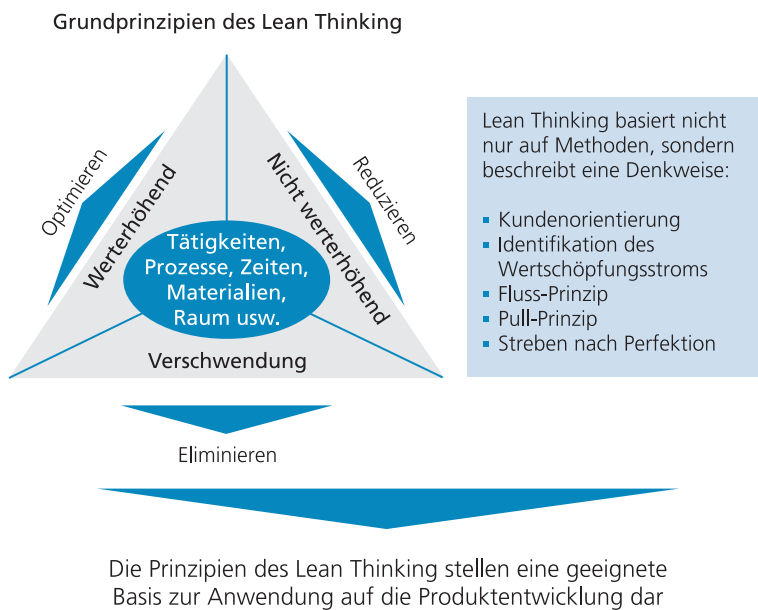 Grundprinzipien des Lean Thinking
Optimieren
Werterhöhend
Nicht werterhöhend
Reduzieren
Tätigkeiten,
Prozesse, Zeiten,
Materialien,
Raum usw.
Verschwendung
Eliminieren
Lean Thinking basiert nicht
nur auf Methoden, sondern
beschreibt eine Denkweise:
▪ Kundenorientierung
▪ Identifikation des
Wertschöpfungsstroms
▪ Fluss-Prinzip
▪ Pull-Prinzip
▪ Streben nach Perfektion
Die Prinzipien des Lean Thinking stellen eine geeignete
Basis zur Anwendung auf die Produktentwicklung dar